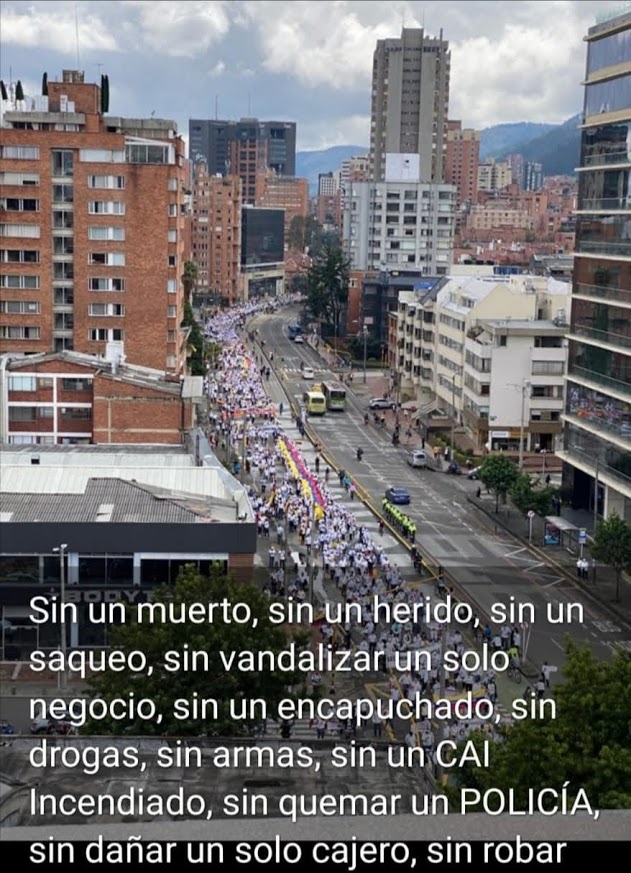 BODY
Sin un muerto, sin un herido, sin un
saqueo, sin vandalizar un solo
negocio, sin un encapuchado, sin
drogas, sin armas, sin un CAI
Incendiado, sin quemar un POLICÍA,
sin dañar un solo cajero, sin robar